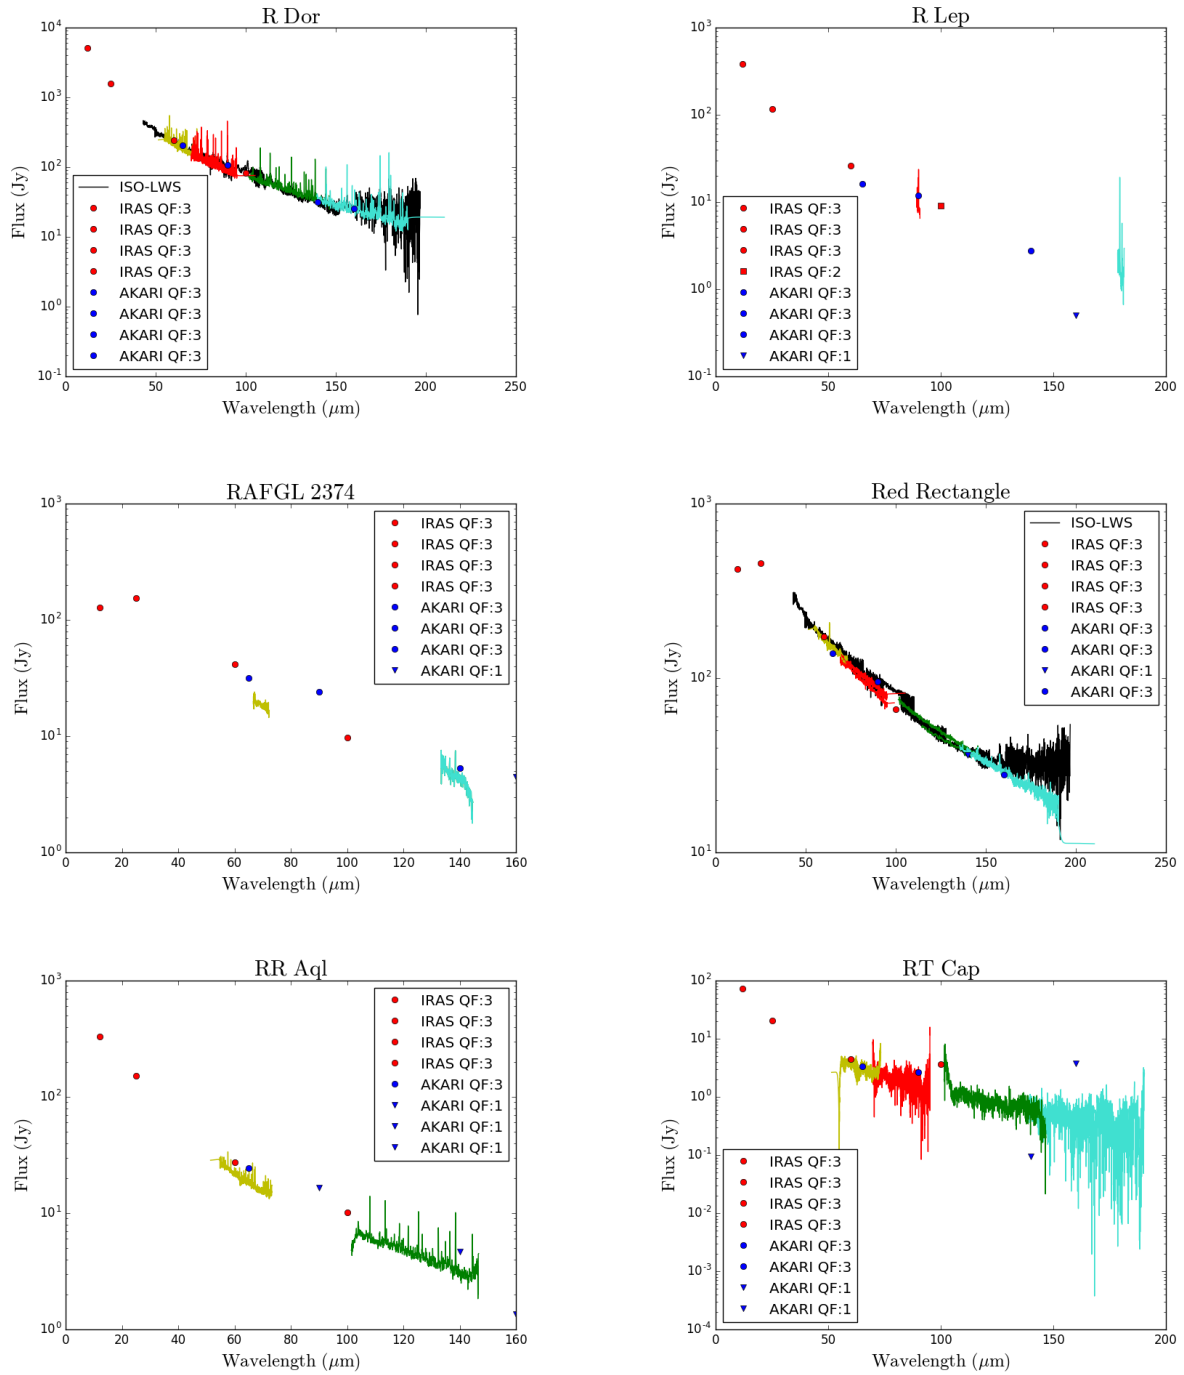 R Dor
Flux (Jy)
10^4
10^3
10^2
10^1
10^0
10^-1
ISO-LWS
IRAS QF:3
IRAS QF:3
IRAS QF:3
IRAS QF:3
AKARI QF:3
AKARI QF:3
AKARI QF:3
AKARI QF:3
0 50 100 150 200 250
Wavelength (μm)
R Lep
Flux (Jy)
10^3
10^2
10^1
10^0
10^-1
IRAS QF:3
IRAS QF:3
IRAS QF:3
IRAS QF:2
AKARI QF:3
AKARI QF:3
AKARI QF:3
AKARI QF:1
0 50 100 150 200
Wavelength (μm)
RAFGL 2374
Flux (Jy)
10^3
10^2
10^1
10^0
IRAS QF:3
IRAS QF:3
IRAS QF:3
IRAS QF:3
AKARI QF:3
AKARI QF:3
AKARI QF:3
AKARI QF:1
0 20 40 60 80 100 120 140 160
Wavelength (μm)
Red Rectangle
Flux (Jy)
10^3
10^2
10^1
ISO-LWS
IRAS QF:3
IRAS QF:3
IRAS QF:3
IRAS QF:3
AKARI QF:3
AKARI QF:3
AKARI QF:1
AKARI QF:3
0 50 100 150 200 250
Wavelength (μm)
RR Aql
Flux (Jy)
10^3
10^2
10^1
10^0
IRAS QF:3
IRAS QF:3
IRAS QF:3
IRAS QF:3
AKARI QF:3
AKARI QF:1
AKARI QF:1
AKARI QF:1
0 20 40 60 80 100 120 140 160
Wavelength (μm)
RT Cap
Flux (Jy)
10^2
10^1
10^0
10^-1
10^-2
10^-3
10^-4
IRAS QF:3
IRAS QF:3
IRAS QF:3
IRAS QF:3
AKARI QF:3
AKARI QF:3
AKARI QF:1
AKARI QF:1
50 100 150 200
Wavelength (μm)